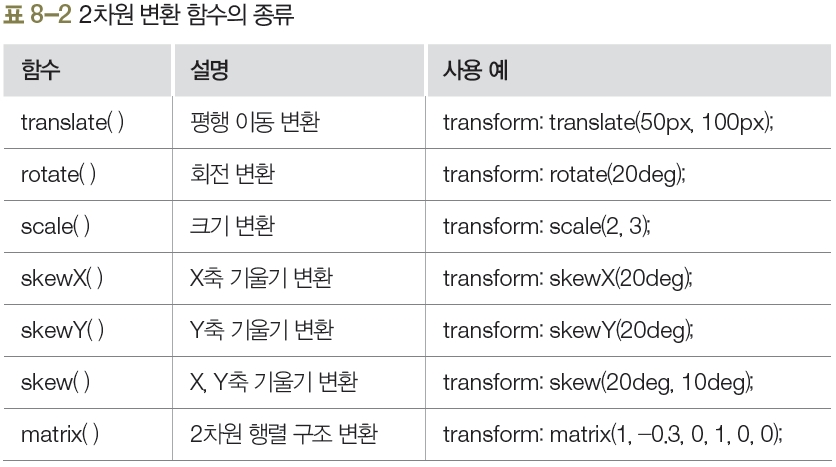 표 8-2 2차원 변환 함수의 종류
함수 설명 사용 예
translate( ) 평행 이동 변환 transform: translate(50px, 100px);
rotate( ) 회전 변환 transform: rotate(20deg);
scale( ) 크기 변환 transform: scale(2, 3);
skewX( ) X축 기울기 변환 transform: skewX(20deg);
skewY( ) Y축 기울기 변환 transform: skewY(20deg);
skew( ) X, Y축 기울기 변환 transform: skew(20deg, 10deg);
matrix( ) 2차원 행렬 구조 변환 transform: matrix(1, –0.3, 0, 1, 0, 0);